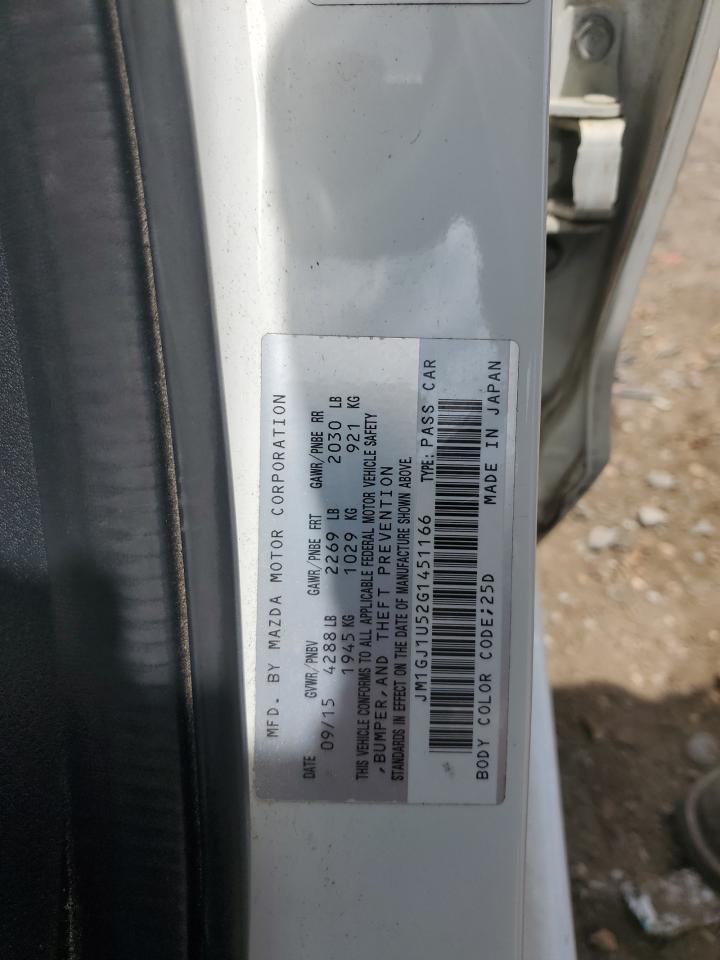 MFD. BY MAZDA MOTOR CORPORATION
DATE GVWR/PNBV GAWR/PNBE FRT GAWR/PNBE RR
09/15 4288 LB 2269 LB 2030 LB
1945 KG 1029 KG 921 KG
THIS VEHICLE CONFORMS TO ALL APPLICABLE FEDERAL MOTOR VEHICLE SAFETY
,BUMPER,AND THEFT PREVENTION
STANDARDS IN EFFECT ON THE DATE OF MANUFACTURE SHOWN ABOVE.
JM1GJ1U52G1451166 TYPE: PASS CAR
BODY COLOR CODE;25D MADE IN JAPAN